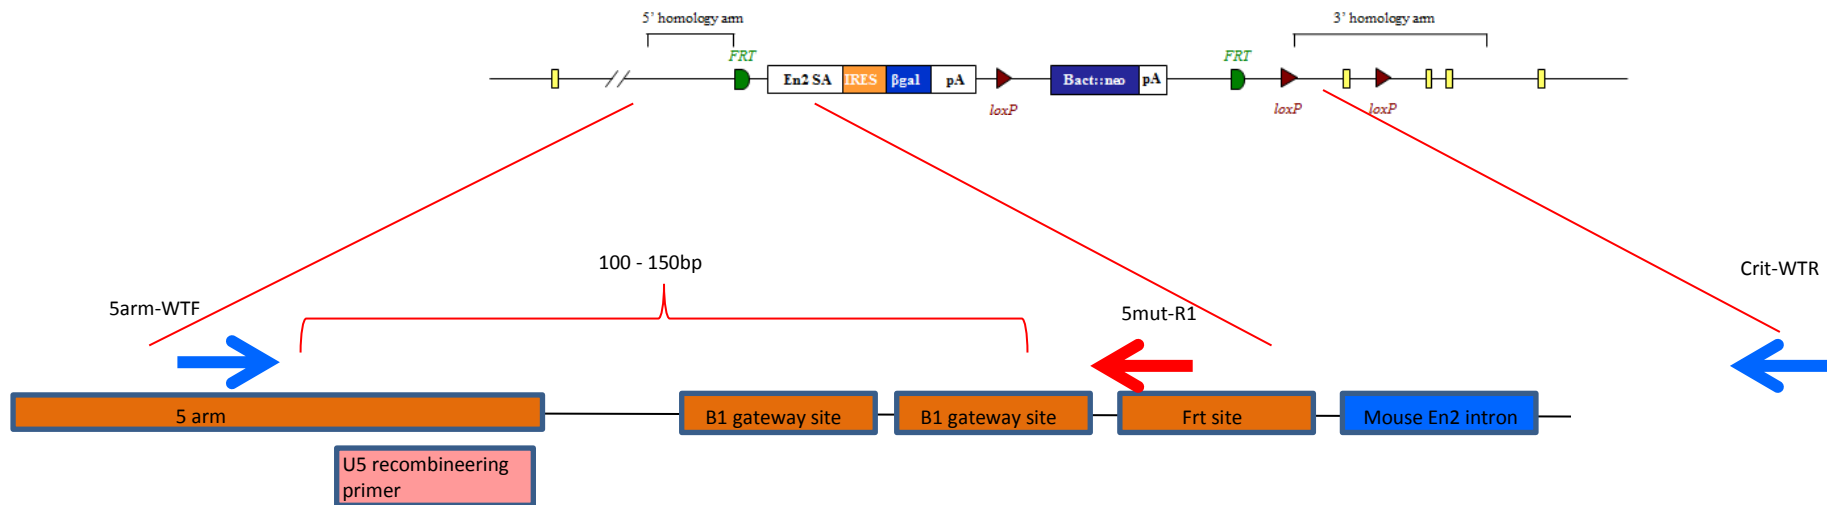 5’ homology arm
3’ homology arm
FRT
FRT
En2 SA IRES βgal pA
Bact::neo pA
loxP
loxP
loxP
100 - 150bp
Crit-WTR
5arm-WTF
5mut-R1
5 arm
B1 gateway site
B1 gateway site
Frt site
Mouse En2 intron
U5 recombineering
primer